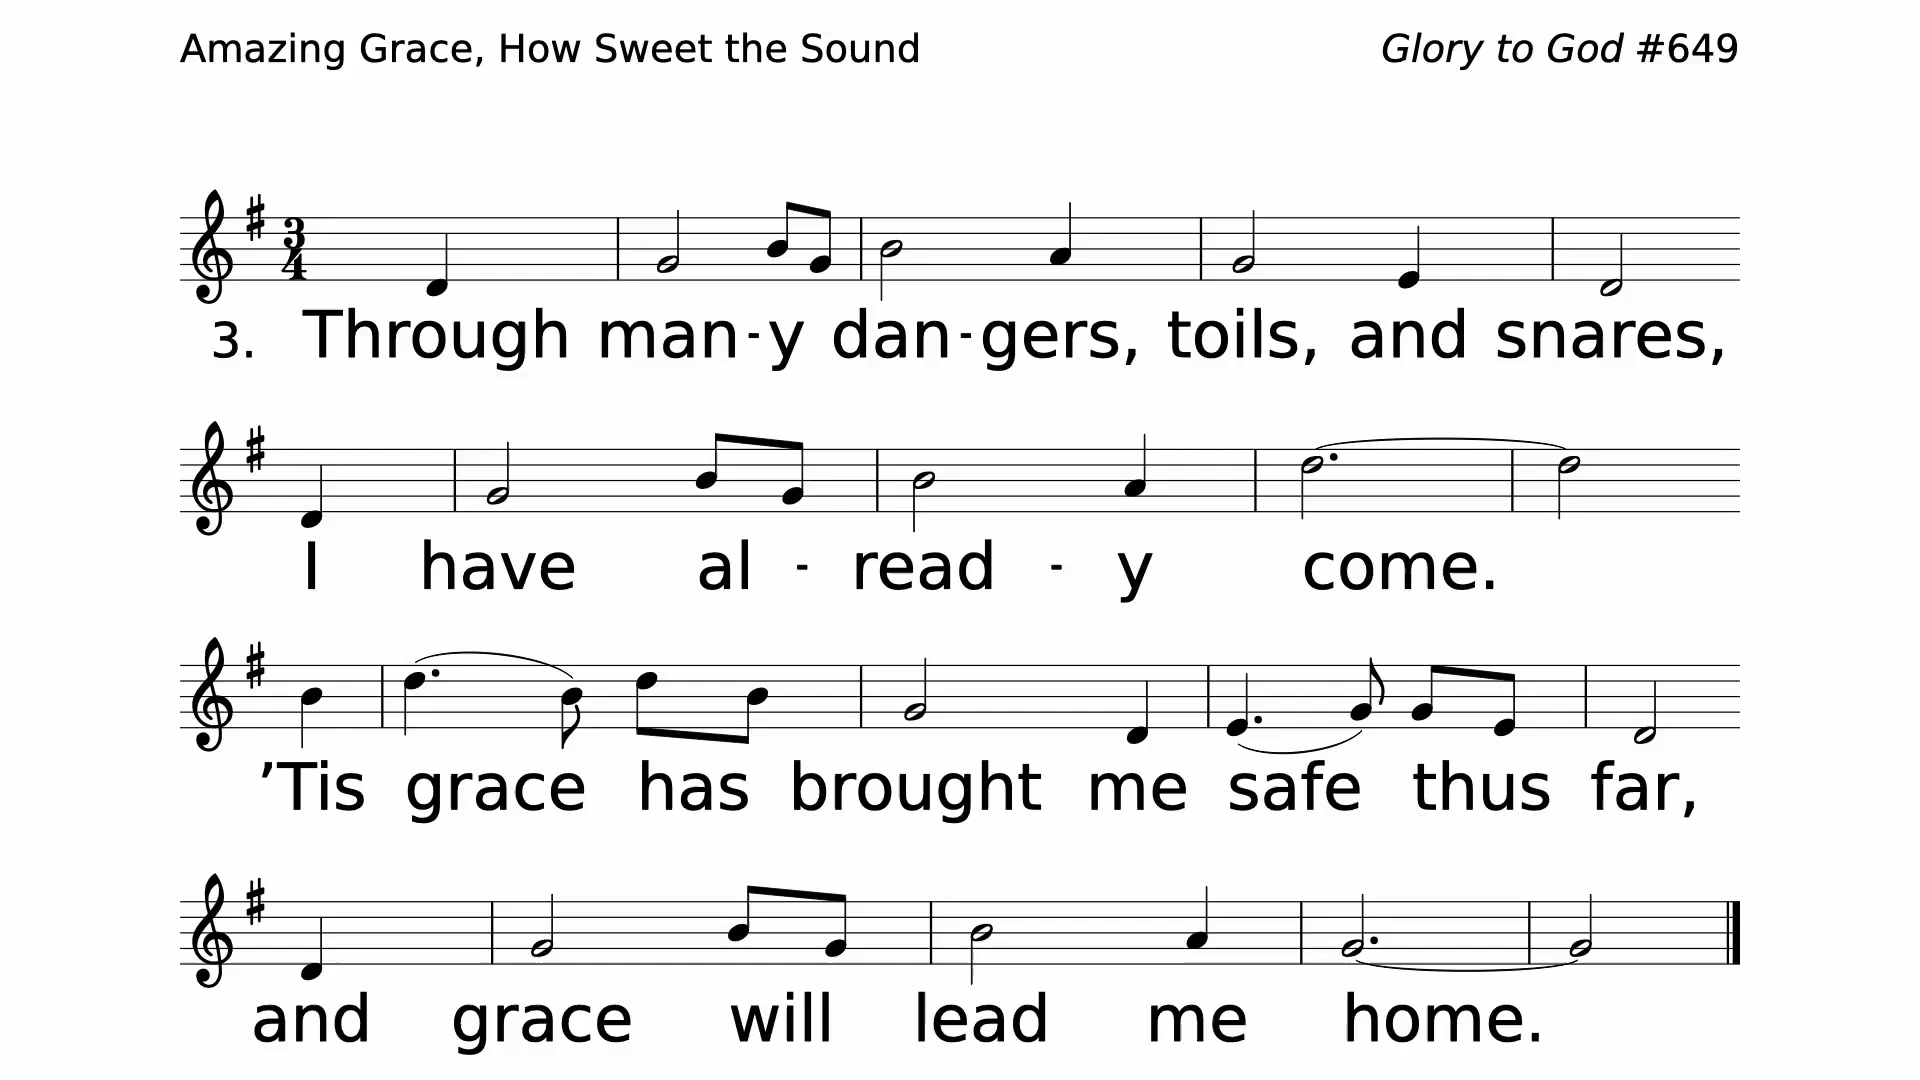 Amazing Grace, How Sweet the Sound Glory to God #649
3. Through man-y dan-gers, toils, and snares,
I have al - read - y come.
’Tis grace has brought me safe thus far,
and grace will lead me home.